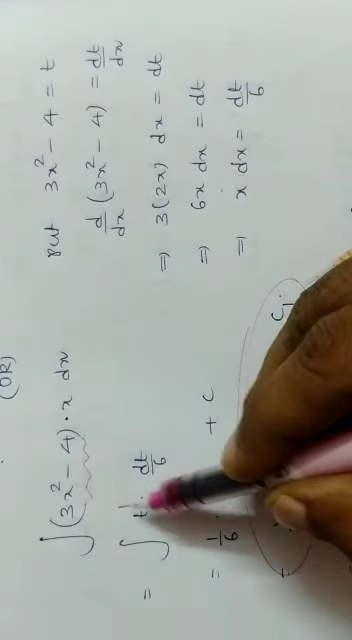 (OR)
∫(3x² − 4)·x dx
= ∫ t · dt/6
= 1/6 · + c
put 3x² − 4 = t
d/dx (3x² − 4) = dt/dx
⇒ 3(2x) dx = dt
⇒ 6x dx = dt
⇒ x dx = dt/6